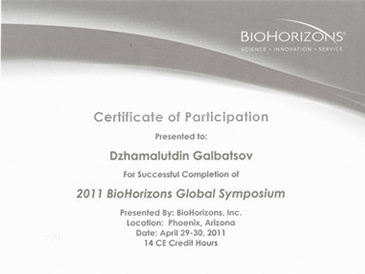 BIOHORIZONS®
SCIENCE • INNOVATION • SERVICE
Certificate of Participation
Presented to:
Dzhamalutdin Galbatsov
For Successful Completion of
2011 BioHorizons Global Symposium
Presented By: BioHorizons, Inc.
Location: Phoenix, Arizona
Date: April 29-30, 2011
14 CE Credit Hours